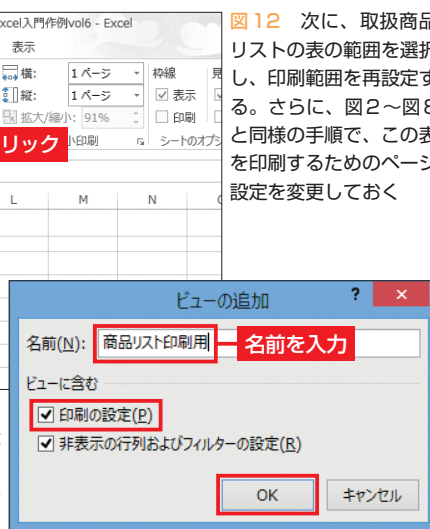 xcel入門作例vol6 - Excel
表示
横: 1 ページ
縦: 1 ページ
拡大/縮小: 91%
枠線
見
表示
印刷
シートのオプシ
リック
図12 次に、取扱商品
リストの表の範囲を選択
し、印刷範囲を再設定す
る。さらに、図2～図8
と同様の手順で、この表
を印刷するためのページ
設定を変更しておく
L M N
ビューの追加 ? ×
名前(N): 商品リスト印刷用
名前を入力
ビューに含む
印刷の設定(P)
非表示の行列およびフィルターの設定(R)
OK キャンセル